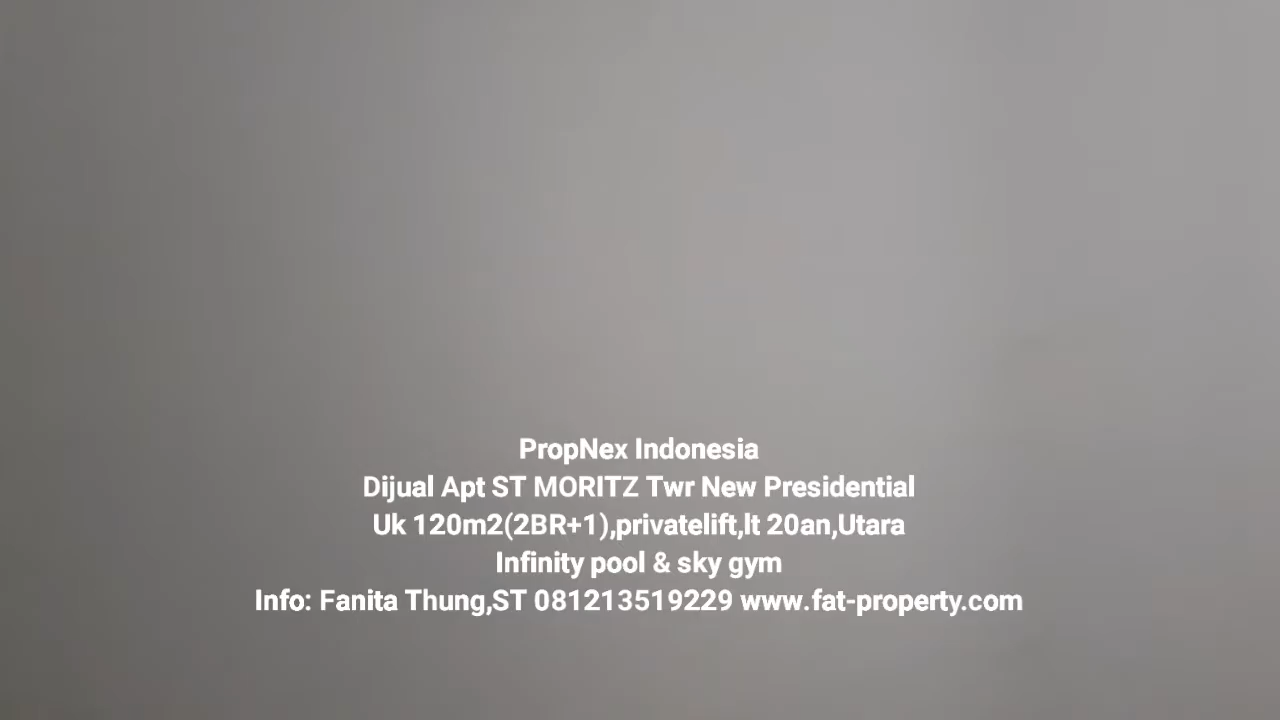 PropNex Indonesia
Dijual Apt ST MORITZ Twr New Presidential
Uk 120m2(2BR+1),privatelift,lt 20an,Utara
Infinity pool & sky gym
Info: Fanita Thung,ST 081213519229 www.fat-property.com